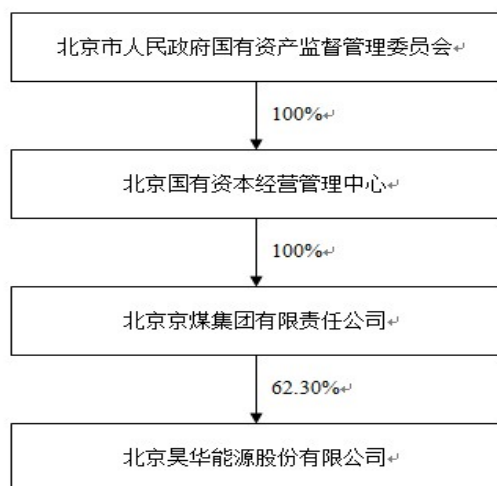 北京市人民政府国有资产监督管理委员会
100%
北京国有资本经营管理中心
100%
北京京煤集团有限责任公司
62.30%
北京昊华能源股份有限公司